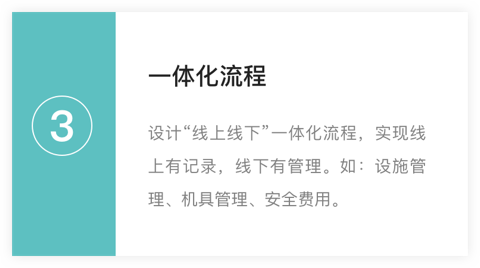 3
一体化流程
设计“线上线下”一体化流程，实现线
上有记录，线下有管理。如：设施管
理、机具管理、安全费用。